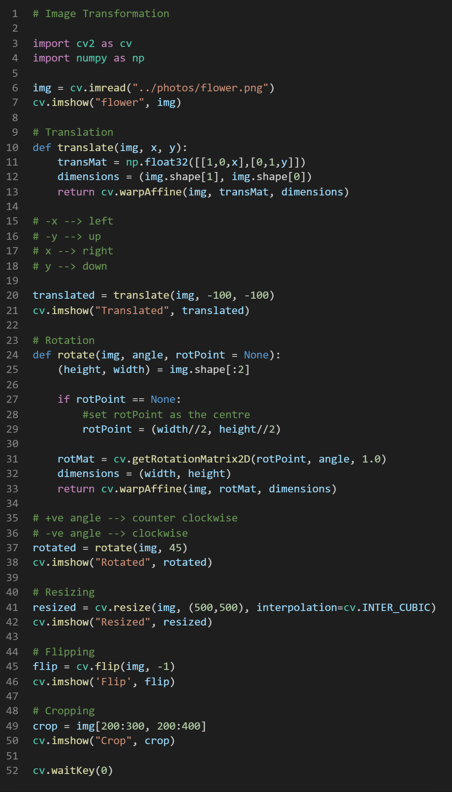 1 # Image Transformation
2
3 import cv2 as cv
4 import numpy as np
5
6 img = cv.imread("../photos/flower.png")
7 cv.imshow("flower", img)
8
9 # Translation
10 def translate(img, x, y):
11     transMat = np.float32([[1,0,x],[0,1,y]])
12     dimensions = (img.shape[1], img.shape[0])
13     return cv.warpAffine(img, transMat, dimensions)
14
15 # -x --> left
16 # -y --> up
17 # x --> right
18 # y --> down
19
20 translated = translate(img, -100, -100)
21 cv.imshow("Translated", translated)
22
23 # Rotation
24 def rotate(img, angle, rotPoint = None):
25     (height, width) = img.shape[:2]
26
27     if rotPoint == None:
28         #set rotPoint as the centre
29         rotPoint = (width//2, height//2)
30
31     rotMat = cv.getRotationMatrix2D(rotPoint, angle, 1.0)
32     dimensions = (width, height)
33     return cv.warpAffine(img, rotMat, dimensions)
34
35 # +ve angle --> counter clockwise
36 # -ve angle --> clockwise
37 rotated = rotate(img, 45)
38 cv.imshow("Rotated", rotated)
39
40 # Resizing
41 resized = cv.resize(img, (500,500), interpolation=cv.INTER_CUBIC)
42 cv.imshow("Resized", resized)
43
44 # Flipping
45 flip = cv.flip(img, -1)
46 cv.imshow('Flip', flip)
47
48 # Cropping
49 crop = img[200:300, 200:400]
50 cv.imshow("Crop", crop)
51
52 cv.waitKey(0)